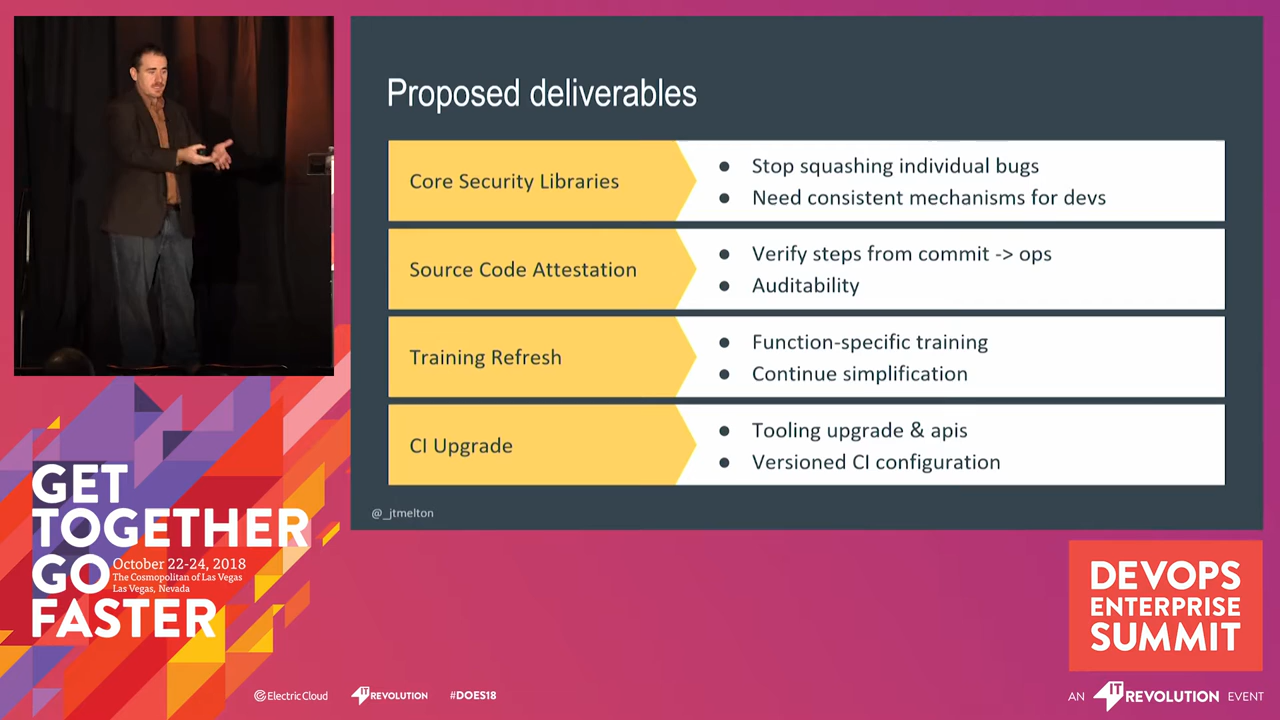 Proposed deliverables
Core Security Libraries
● Stop squashing individual bugs
● Need consistent mechanisms for devs
Source Code Attestation
● Verify steps from commit -> ops
● Auditability
Training Refresh
● Function-specific training
● Continue simplification
CI Upgrade
● Tooling upgrade & apis
● Versioned CI configuration
@_jtmelton
GET
TOGETHER
GO
October 22-24, 2018
The Cosmopolitan of Las Vegas
Las Vegas, Nevada
FASTER
DEVOPS
ENTERPRISE
SUMMIT
Electric Cloud
IT REVOLUTION
#DOES18
AN IT REVOLUTION EVENT